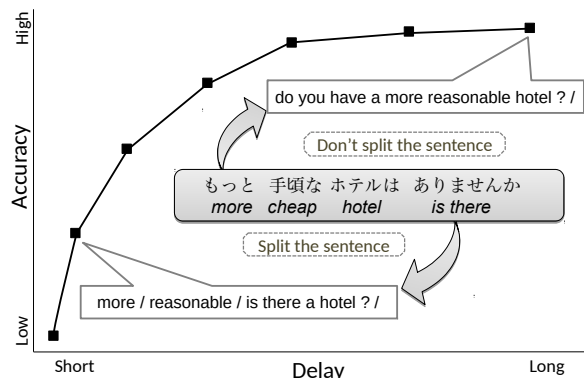 High
do you have a more reasonable hotel ? /
Don't split the sentence
もっと 手頃な ホテルは ありませんか
more cheap hotel is there
Accuracy
Split the sentence
more / reasonable / is there a hotel ? /
Low
Short
Delay
Long